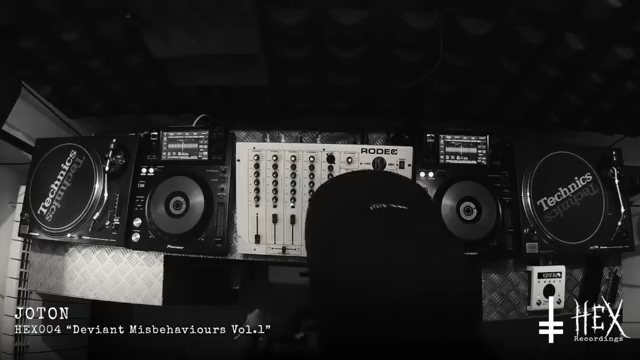 RODEC
Technics
Technics
Pioneer
JOTON
HEX004 “Deviant Misbehaviours Vol.1”
HEX
Recordings